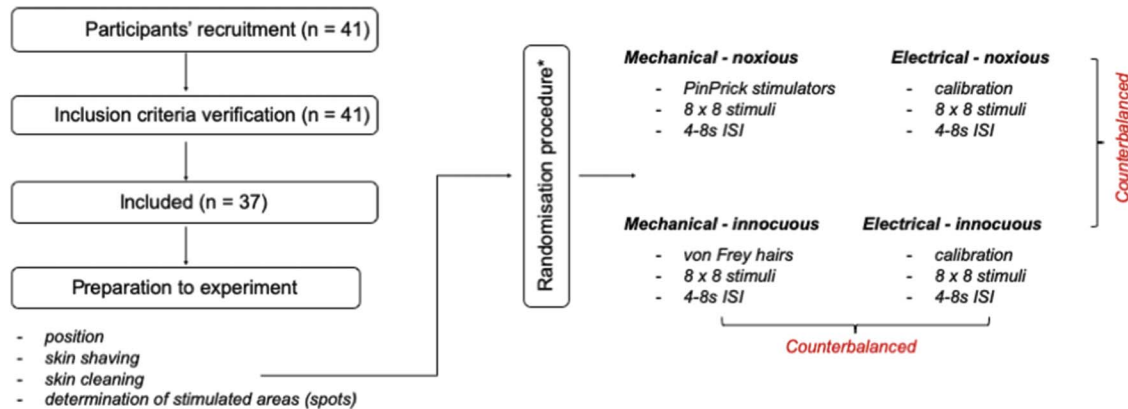 Participants' recruitment (n = 41)
Inclusion criteria verification (n = 41)
Included (n = 37)
Preparation to experiment
- position
- skin shaving
- skin cleaning
- determination of stimulated areas (spots)
Randomisation procedure*
Mechanical - noxious
- PinPrick stimulators
- 8 x 8 stimuli
- 4-8s ISI
Electrical - noxious
- calibration
- 8 x 8 stimuli
- 4-8s ISI
Mechanical - innocuous
- von Frey hairs
- 8 x 8 stimuli
- 4-8s ISI
Electrical - innocuous
- calibration
- 8 x 8 stimuli
- 4-8s ISI
Counterbalanced
Counterbalanced